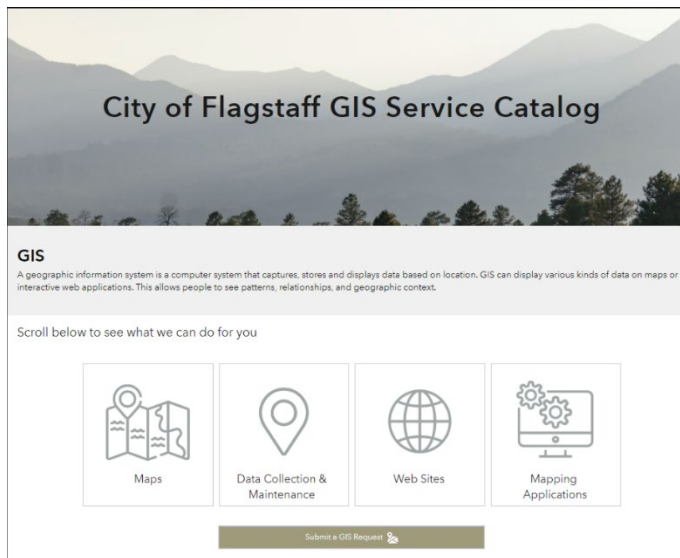 City of Flagstaff GIS Service Catalog
GIS
A geographic information system is a computer system that captures, stores and displays data based on location. GIS can display various kinds of data on maps or
interactive web applications. This allows people to see patterns, relationships, and geographic context.
Scroll below to see what we can do for you
Maps
Data Collection &
Maintenance
Web Sites
Mapping
Applications
Submit a GIS Request